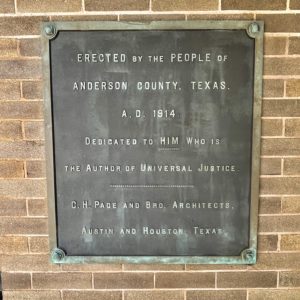 ERECTED BY THE PEOPLE OF
ANDERSON COUNTY, TEXAS.
A.D. 1914
DEDICATED TO HIM WHO IS
THE AUTHOR OF UNIVERSAL JUSTICE
C.H. PAGE AND BRO. ARCHITECTS,
AUSTIN AND HOUSTON, TEXAS